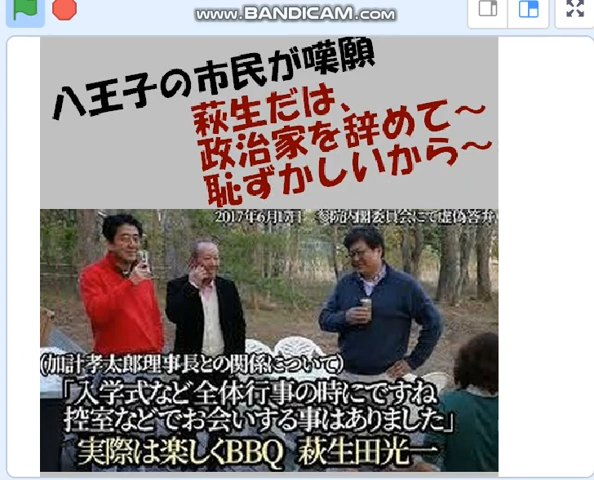 www.BANDICAM.com
八王子の市民が嘆願
萩生だは、
政治家を辞めて～
恥ずかしいから～
2017年6月17日 参院内閣委員会にて虚偽答弁
(加計孝太郎理事長との関係について)
「入学式など全体行事の時にですね
控室などでお会いする事はありました」
実際は楽しくBBQ 萩生田光一